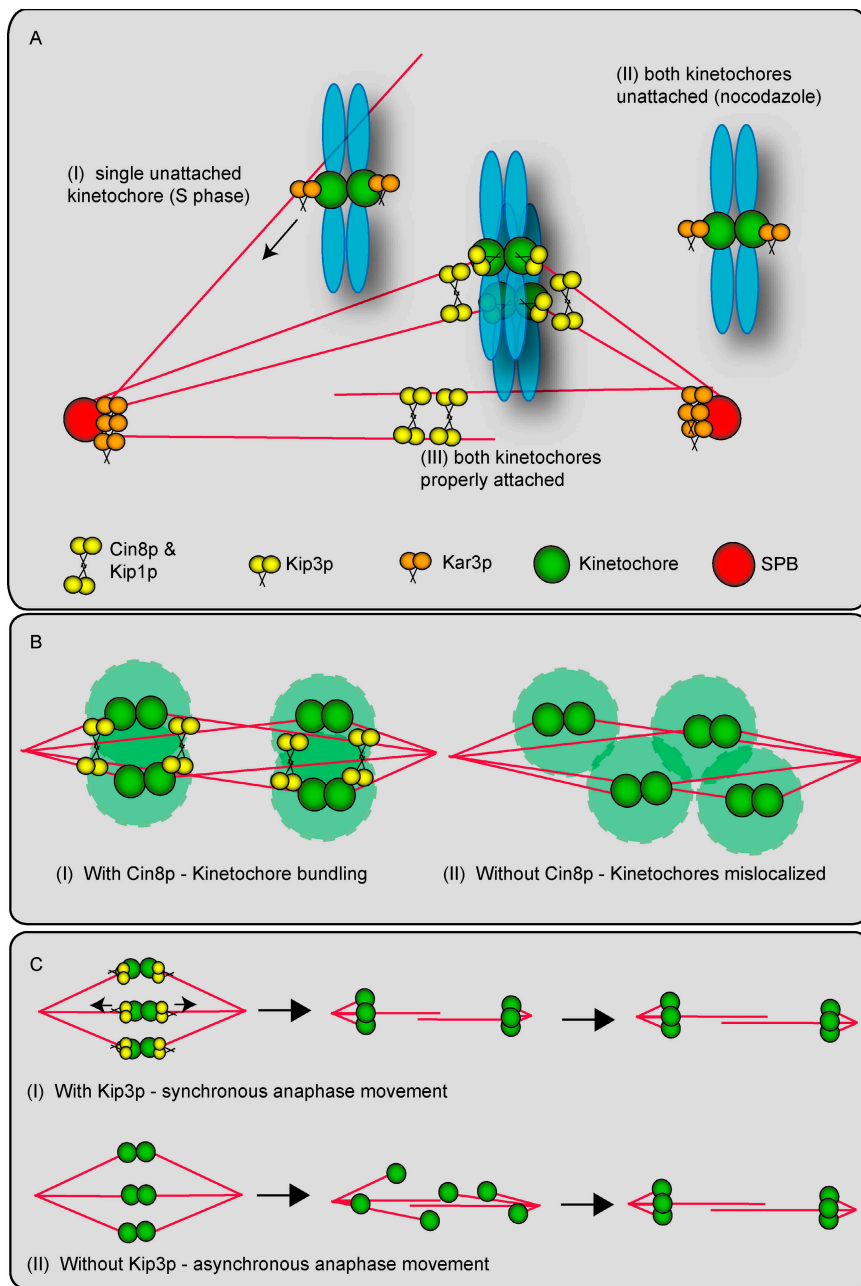 A
(I) single unattached
kinetochore (S phase)
(II) both kinetochores
unattached (nocodazole)
(III) both kinetochores
properly attached
Cin8p &
Kip1p
Kip3p
Kar3p
Kinetochore
SPB
B
(I) With Cin8p - Kinetochore bundling
(II) Without Cin8p - Kinetochores mislocalized
C
(I) With Kip3p - synchronous anaphase movement
(II) Without Kip3p - asynchronous anaphase movement